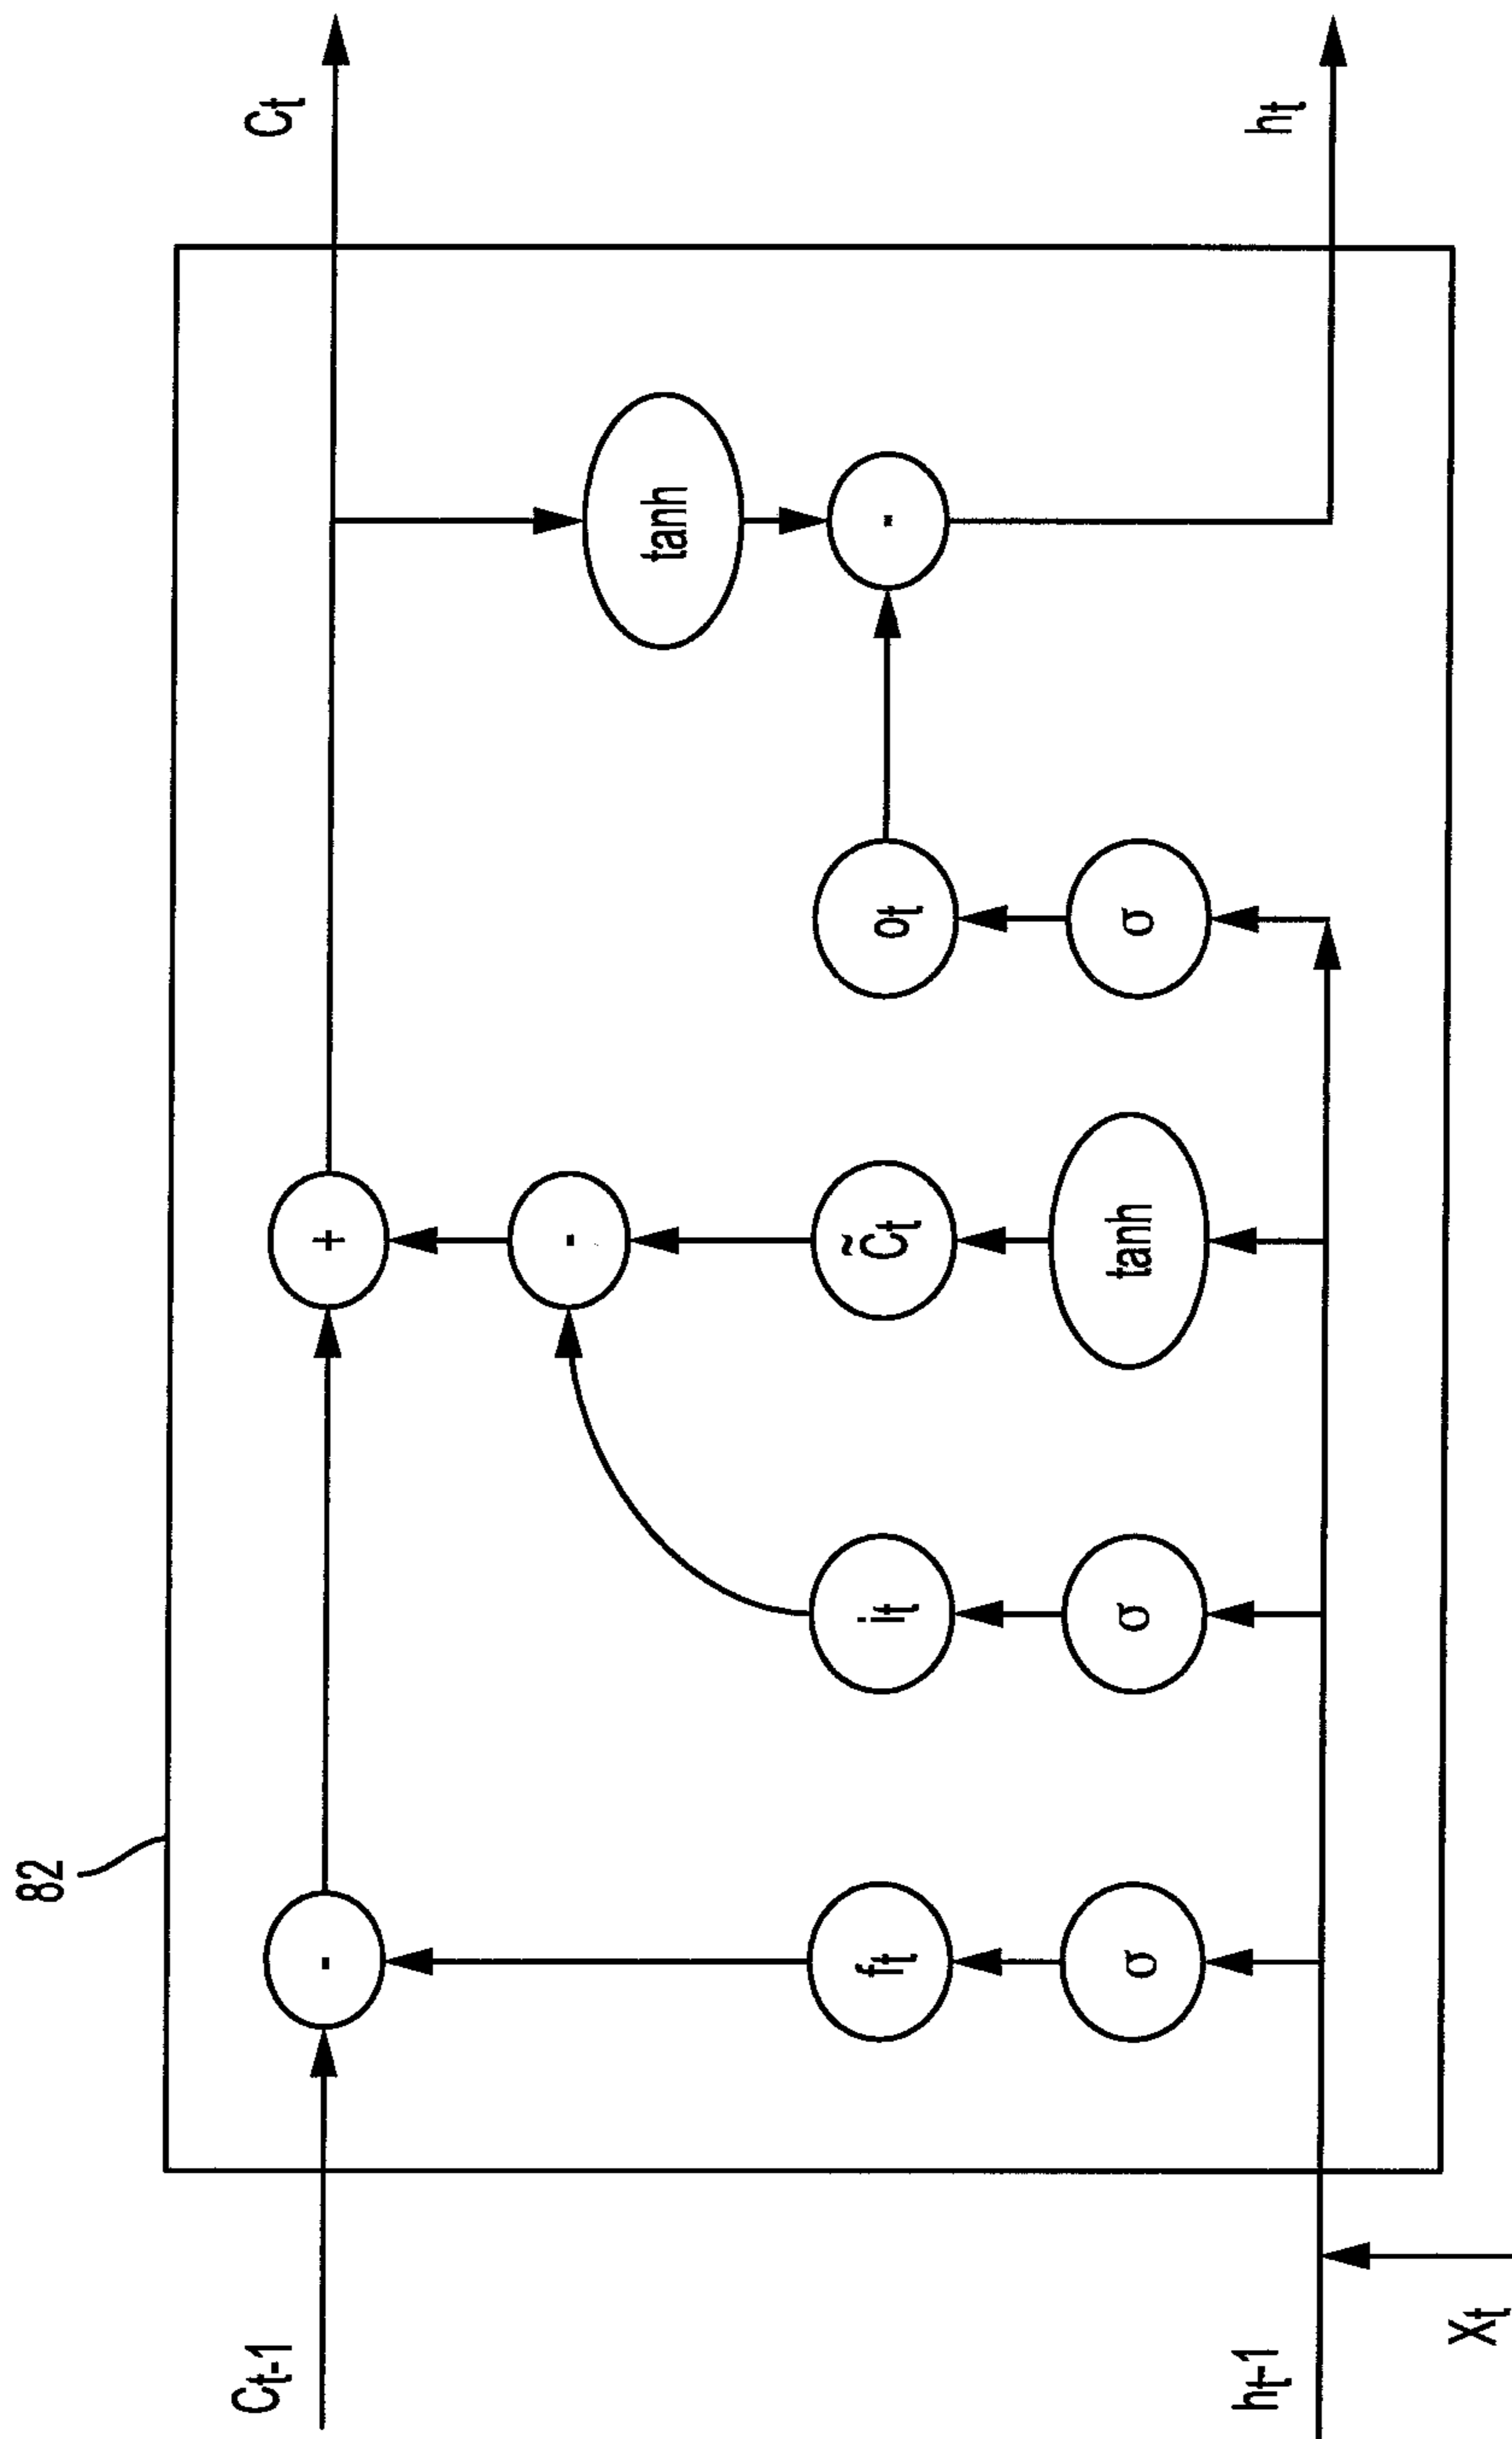 82
Ct-1
Ct
-
+
-
tanh
-
ft
it
C̃t
ot
σ
σ
tanh
σ
ht-1
ht
Xt